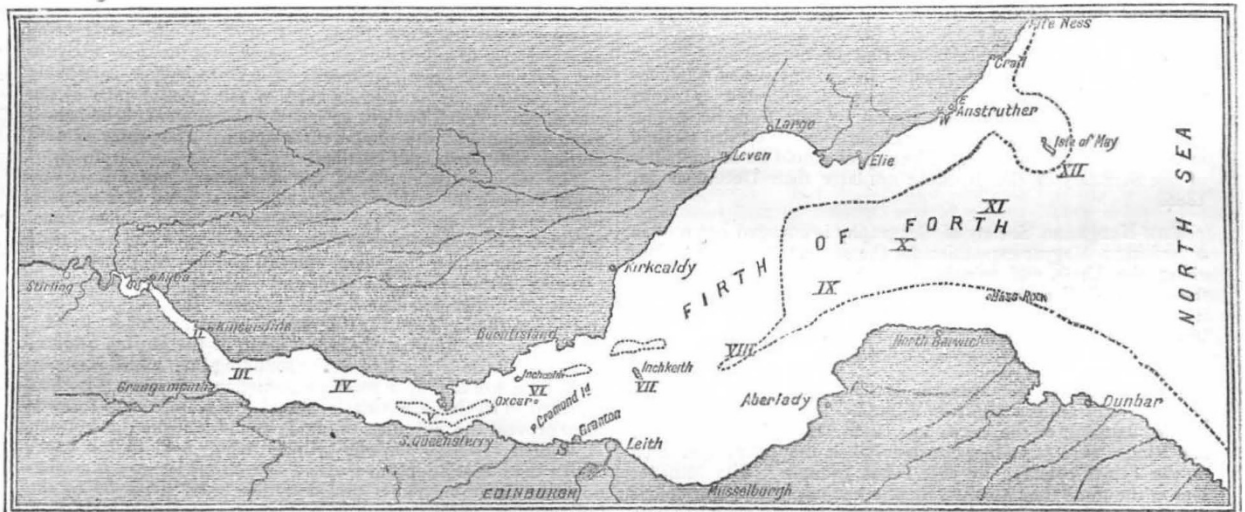 Fife Ness
Crail
E
Anstruther
W
Isle of May
XII
Largo
Leven
Elie
NORTH SEA
XI
FIRTH OF FORTH
X
IX
Bass Rock
VIII
Kirkcaldy
Stirling
Alloa
Kincardine
II
III
IV
Grangemouth
V
S. Queensferry
Burntisland
Inchcolm
VI
Oxcar
Cramond Id
Granton
S
Inchkeith
VII
Leith
EDINBURGH
Musselburgh
Aberlady
North Berwick
Dunbar